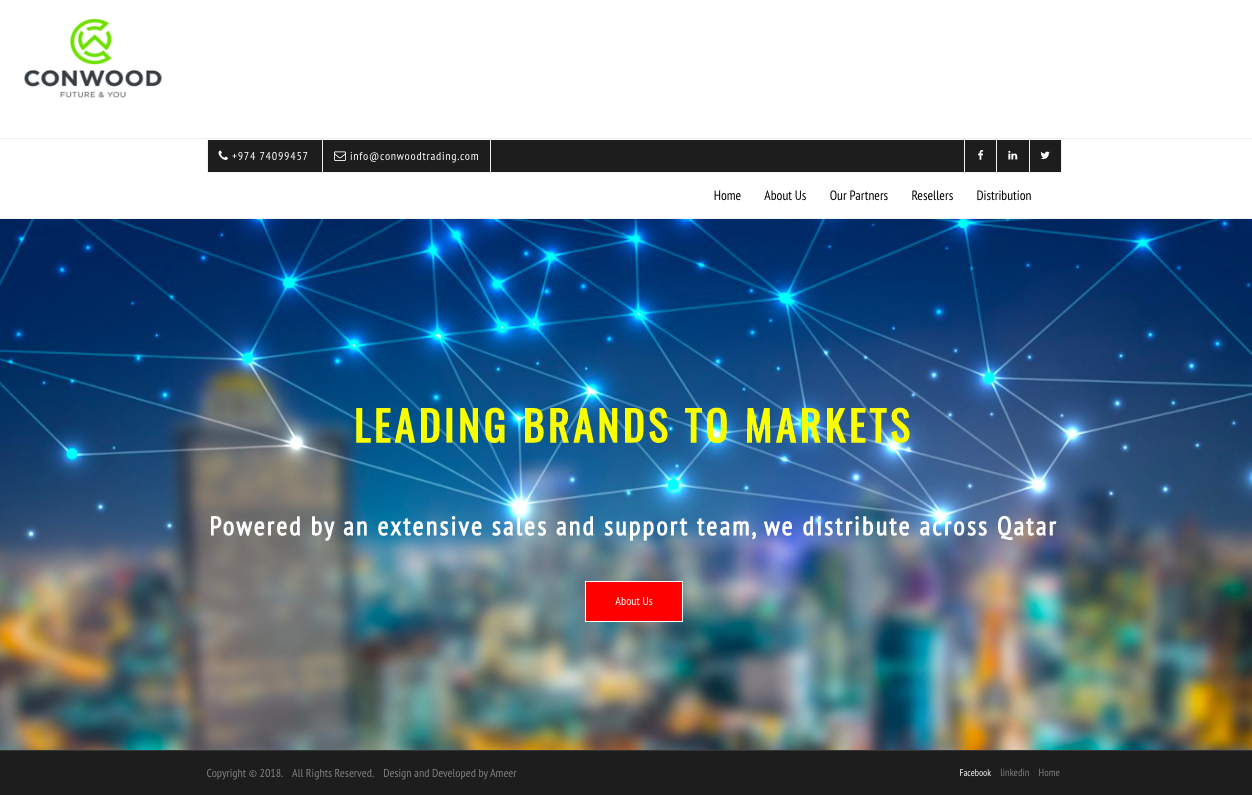 CONWOOD
FUTURE & YOU
+974 74099457 info@conwoodtrading.com
Home About Us Our Partners Resellers Distribution
LEADING BRANDS TO MARKETS
Powered by an extensive sales and support team, we distribute across Qatar
About Us
Copyright © 2018. All Rights Reserved. Design and Developed by Ameer Facebook linkedin Home